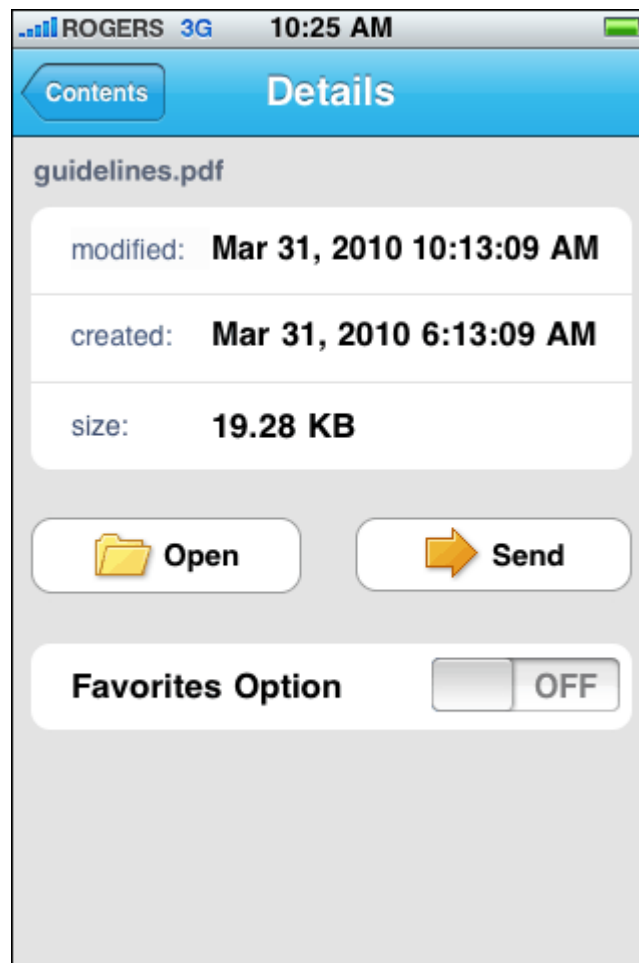 ROGERS 3G 10:25 AM
Contents Details
guidelines.pdf
modified: Mar 31, 2010 10:13:09 AM
created: Mar 31, 2010 6:13:09 AM
size: 19.28 KB
Open Send
Favorites Option OFF